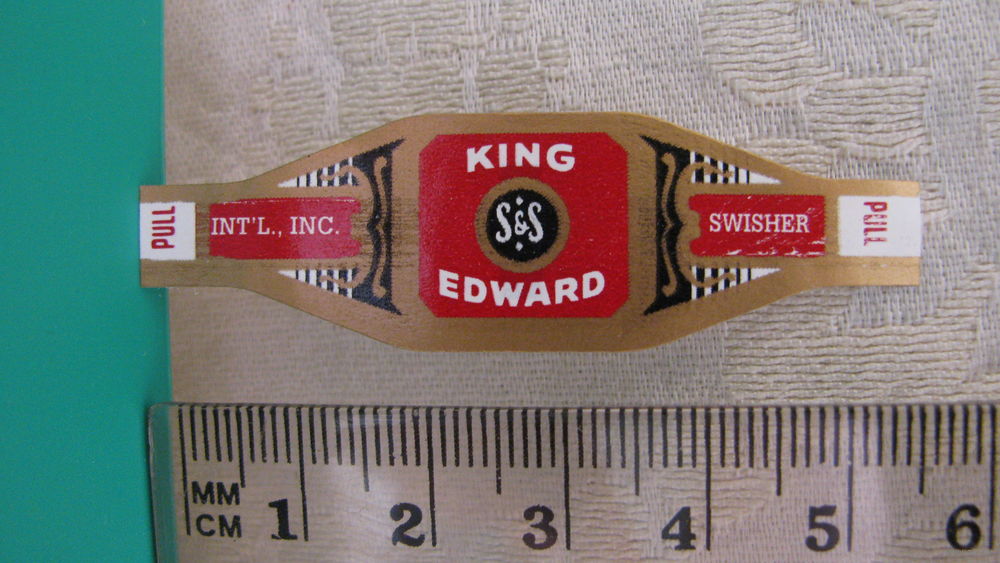 KING
PULL
INT'L., INC.
S&S
SWISHER
PULL
EDWARD
MM
CM
1 2 3 4 5 6